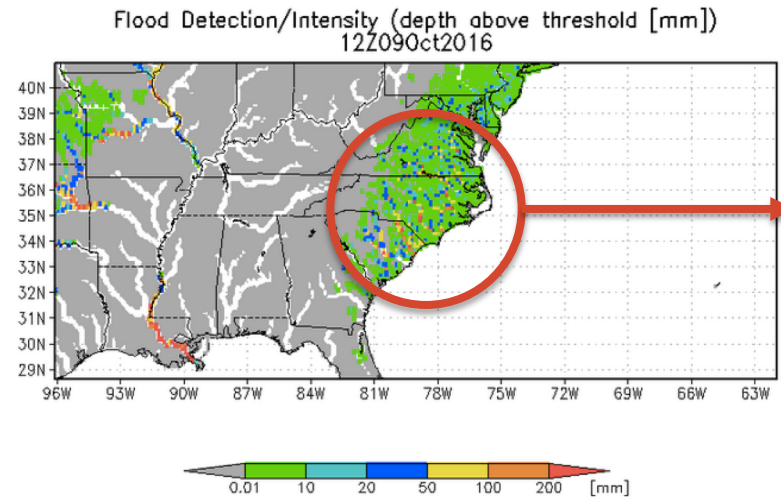 Flood Detection/Intensity (depth above threshold [mm])
12Z09Oct2016
40N
39N
38N
37N
36N
35N
34N
33N
32N
31N
30N
29N
96W 93W 90W 87W 84W 81W 78W 75W 72W 69W 66W 63W
0.01 10 20 50 100 200 [mm]